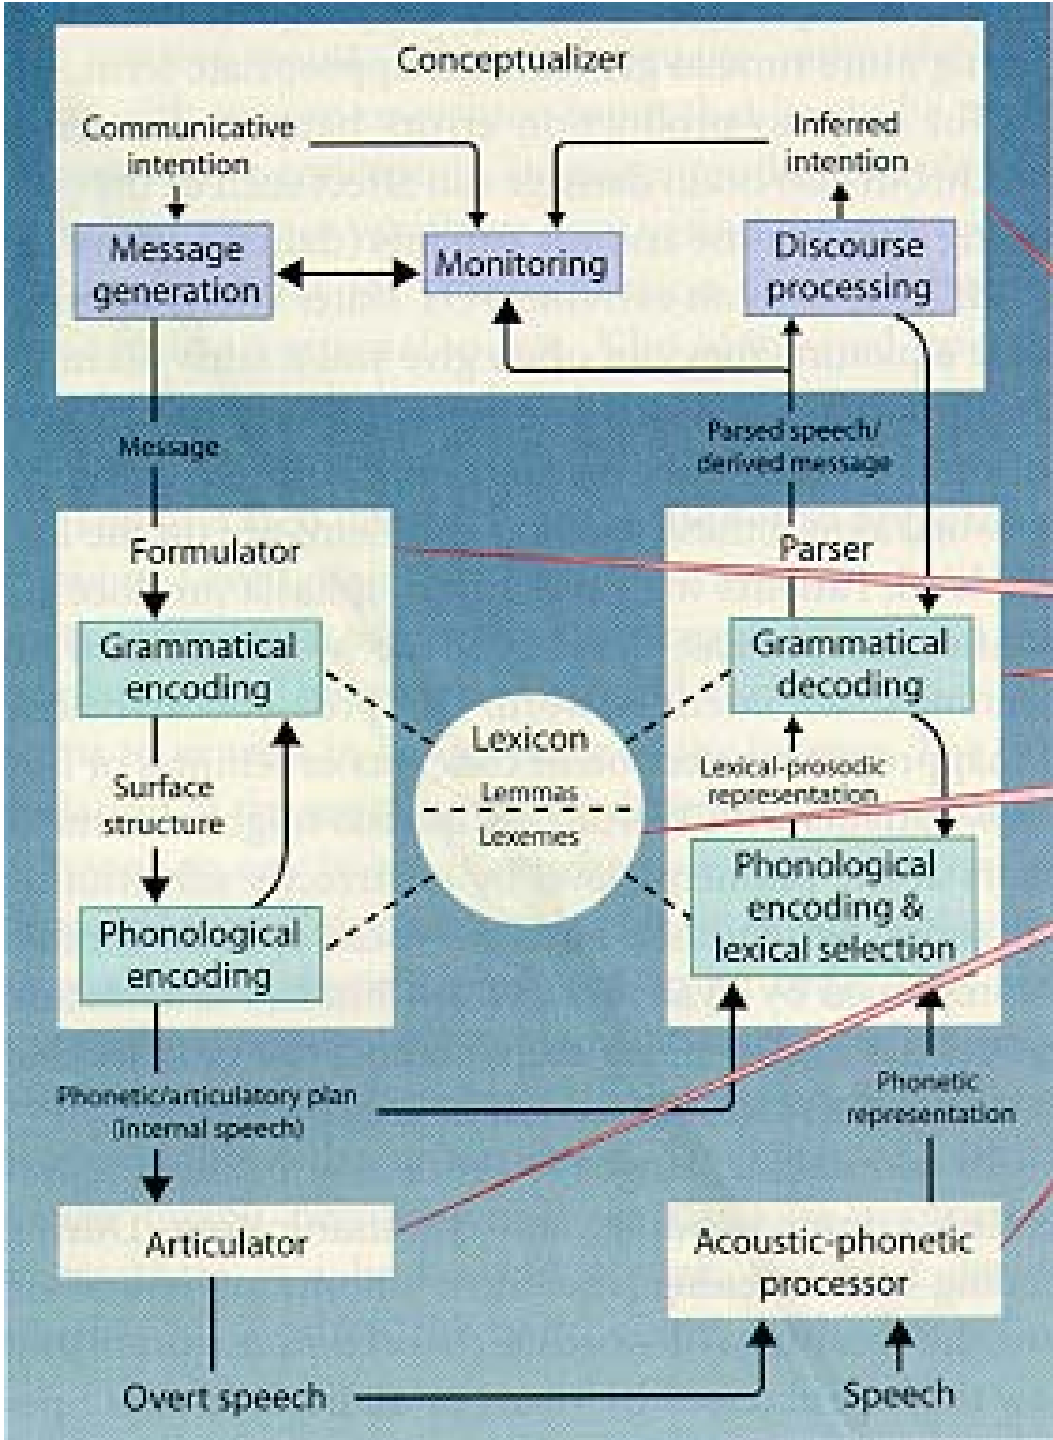 Conceptualizer
Communicative
intention
Inferred
intention
Message
generation
Monitoring
Discourse
processing
Message
Parsed speech/
derived message
Formulator
Parser
Grammatical
encoding
Grammatical
decoding
Lexicon
Lemmas
Lexemes
Surface
structure
Lexical-prosodic
representation
Phonological
encoding
Phonological
encoding &
lexical selection
Phonetic/articulatory plan
(internal speech)
Phonetic
representation
Articulator
Acoustic-phonetic
processor
Overt speech
Speech